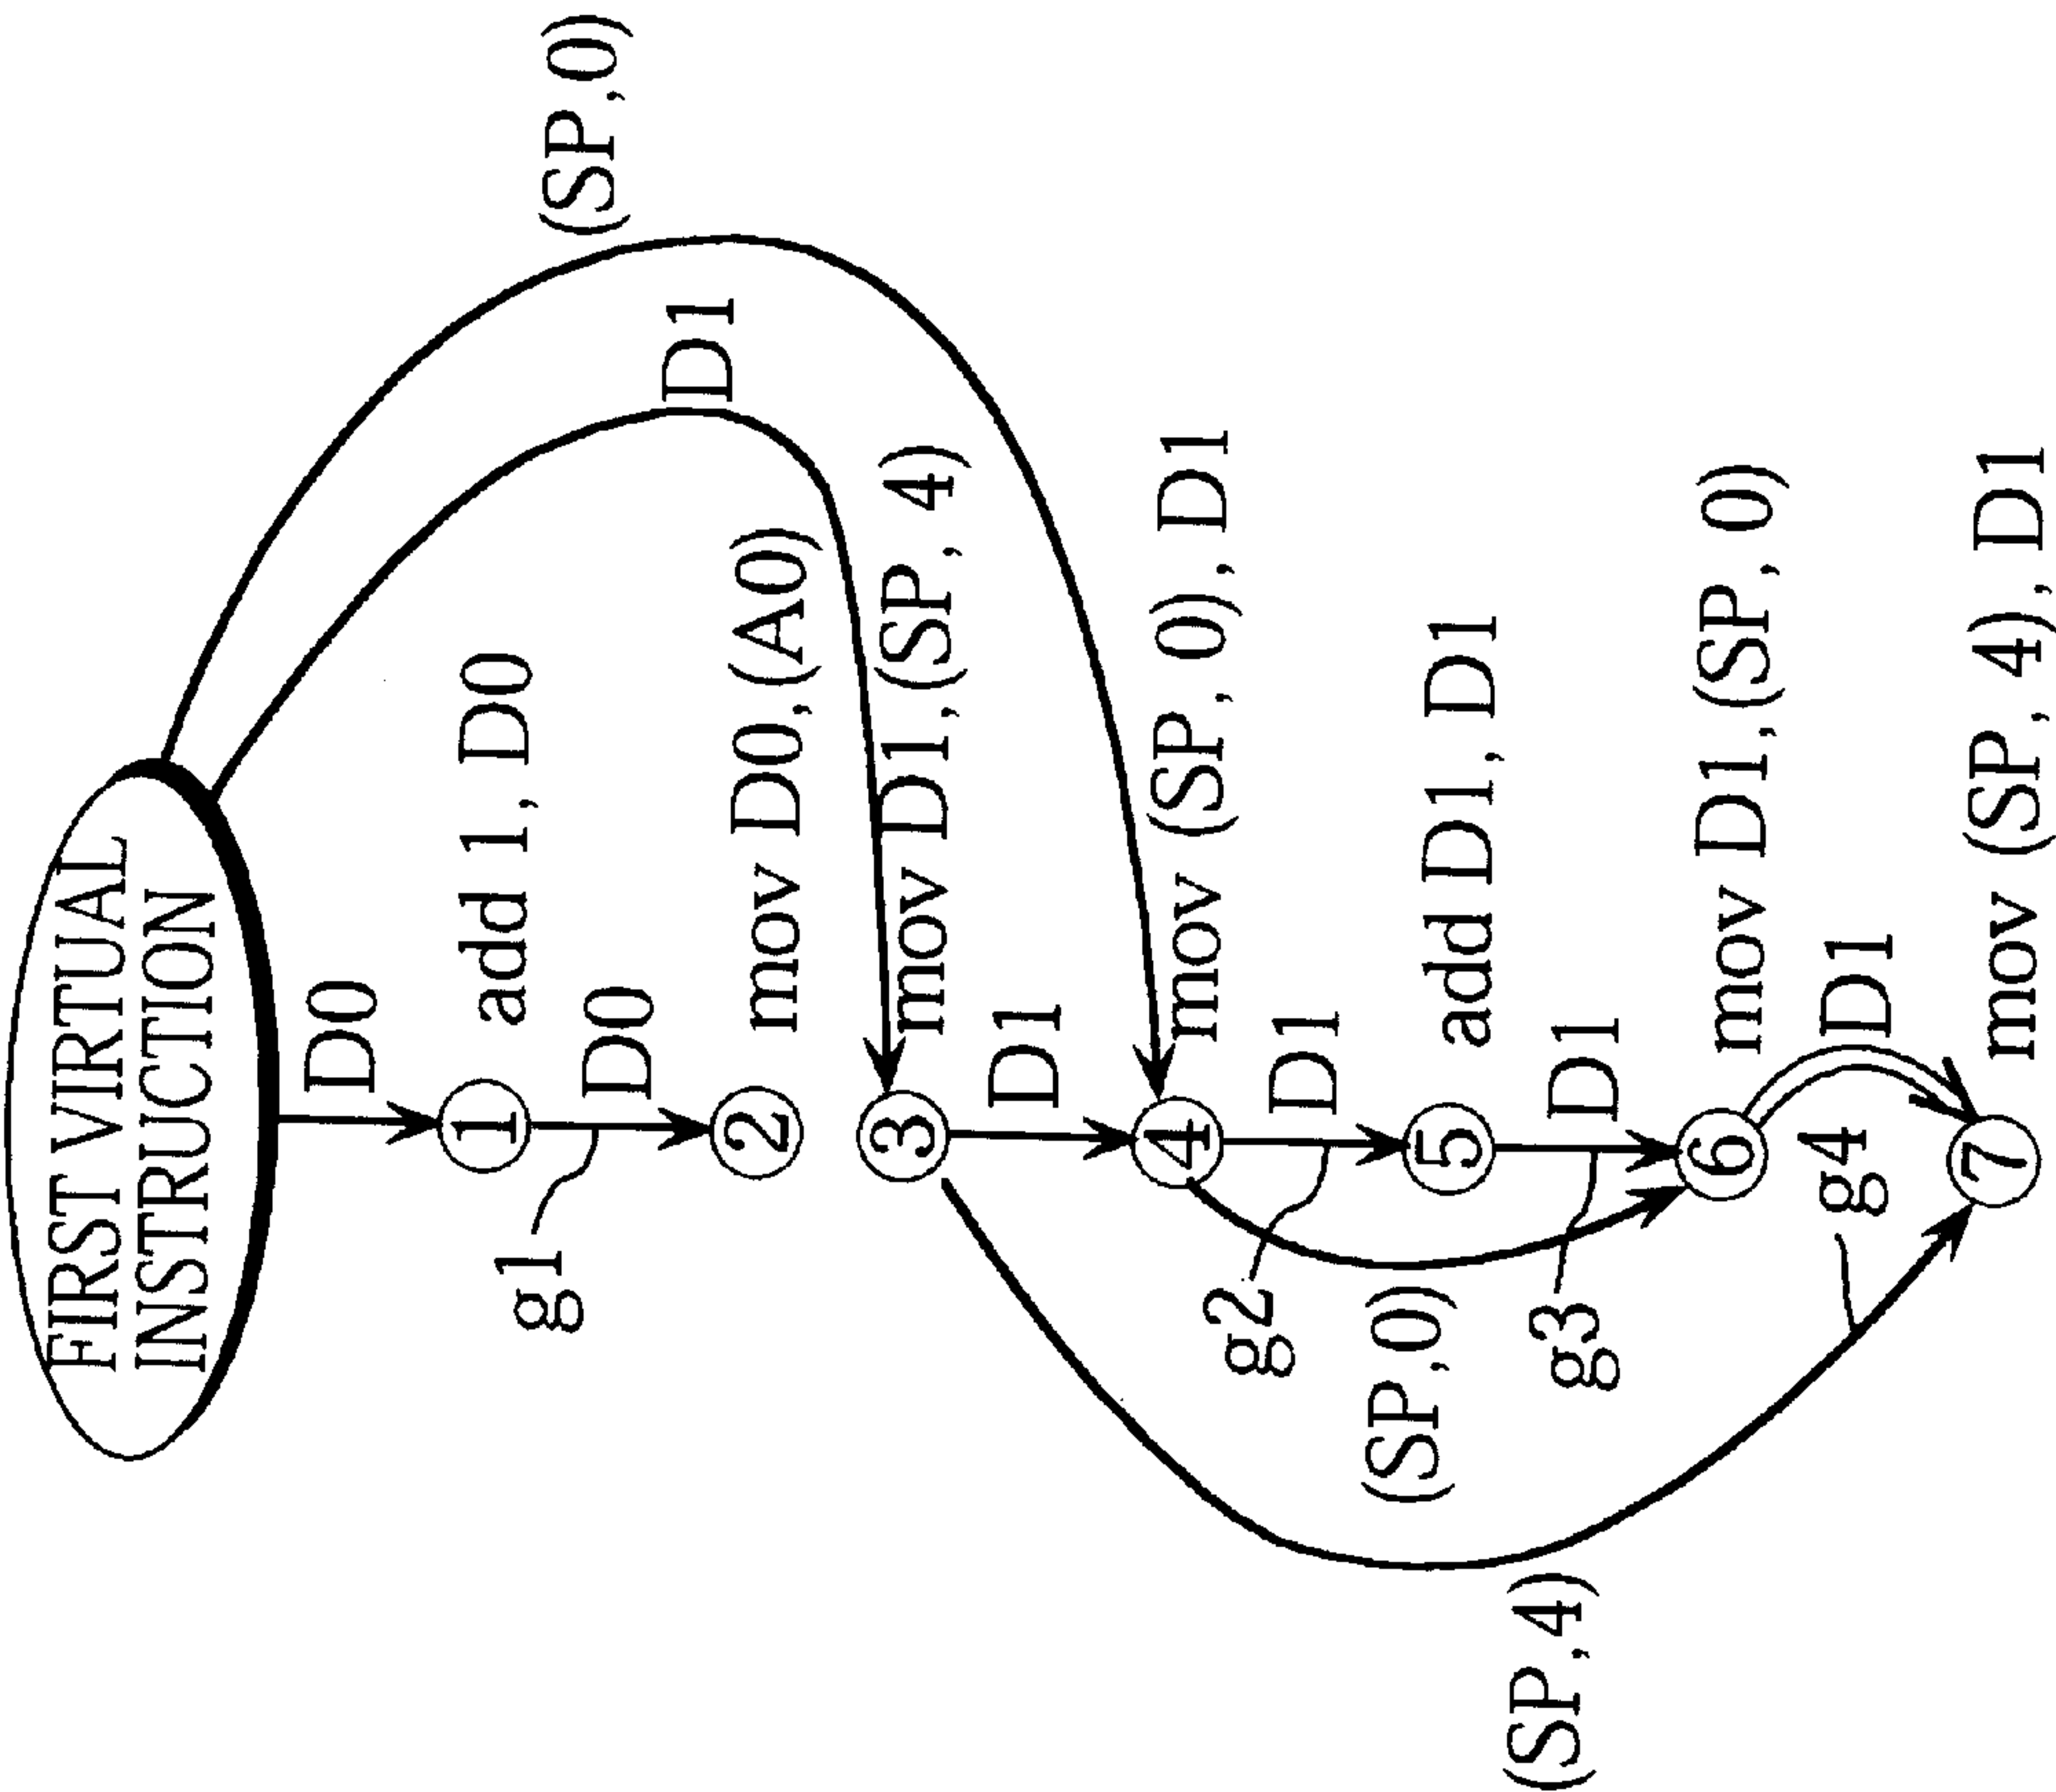 FIRST VIRTUAL
INSTRUCTION
(SP,0)
D1
D0
1 add 1, D0
g1
D0
2 mov D0,(A0)
3 mov D1,(SP, 4)
D1
4 mov (SP, 0), D1
g2
D1
(SP,0)
5 add D1, D1
g3
D1
(SP,4)
6 mov D1,(SP, 0)
D1
g4
7 mov (SP, 4), D1